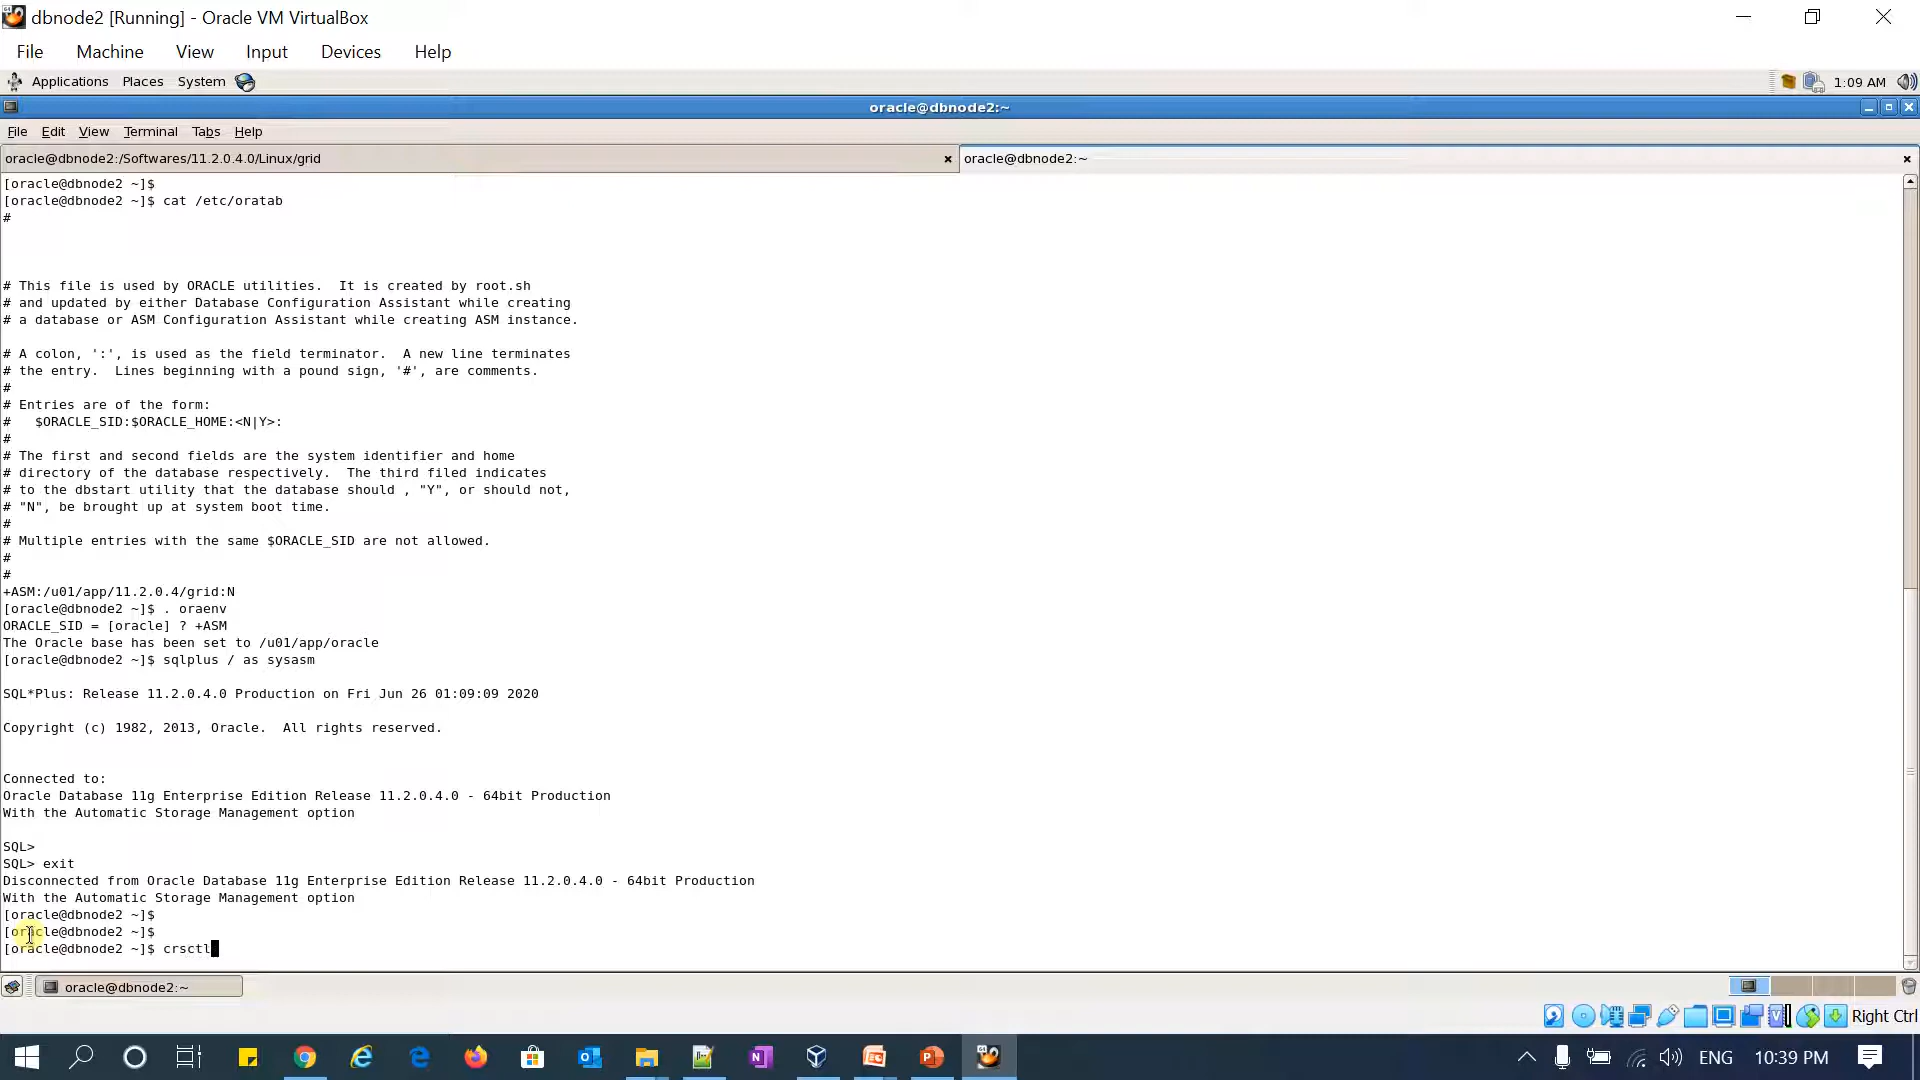 dbnode2 [Running] - Oracle VM VirtualBox
File Machine View Input Devices Help
Applications Places System 1:09 AM
oracle@dbnode2:~
File Edit View Terminal Tabs Help
oracle@dbnode2:/Softwares/11.2.0.4.0/Linux/grid
oracle@dbnode2:~
[oracle@dbnode2 ~]$
[oracle@dbnode2 ~]$ cat /etc/oratab
#
# This file is used by ORACLE utilities.  It is created by root.sh
# and updated by either Database Configuration Assistant while creating
# a database or ASM Configuration Assistant while creating ASM instance.
# A colon, ':', is used as the field terminator.  A new line terminates
# the entry.  Lines beginning with a pound sign, '#', are comments.
#
# Entries are of the form:
#   $ORACLE_SID:$ORACLE_HOME:<N|Y>:
#
# The first and second fields are the system identifier and home
# directory of the database respectively.  The third filed indicates
# to the dbstart utility that the database should , "Y", or should not,
# "N", be brought up at system boot time.
#
# Multiple entries with the same $ORACLE_SID are not allowed.
#
#
+ASM:/u01/app/11.2.0.4/grid:N
[oracle@dbnode2 ~]$ . oraenv
ORACLE_SID = [oracle] ? +ASM
The Oracle base has been set to /u01/app/oracle
[oracle@dbnode2 ~]$ sqlplus / as sysasm
SQL*Plus: Release 11.2.0.4.0 Production on Fri Jun 26 01:09:09 2020
Copyright (c) 1982, 2013, Oracle.  All rights reserved.
Connected to:
Oracle Database 11g Enterprise Edition Release 11.2.0.4.0 - 64bit Production
With the Automatic Storage Management option
SQL>
SQL> exit
Disconnected from Oracle Database 11g Enterprise Edition Release 11.2.0.4.0 - 64bit Production
With the Automatic Storage Management option
[oracle@dbnode2 ~]$
[oracle@dbnode2 ~]$
[oracle@dbnode2 ~]$ crsctl
oracle@dbnode2:~
Right Ctrl
ENG 10:39 PM